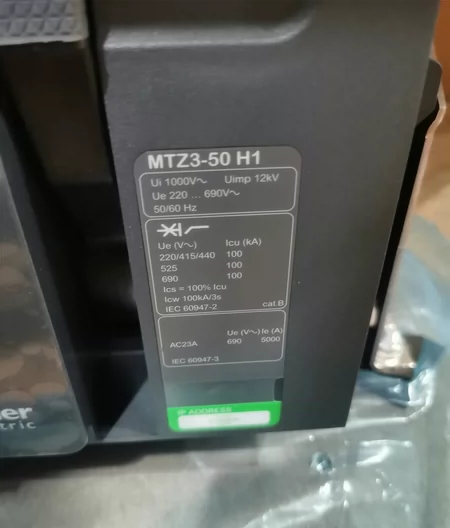 MTZ3-50 H1
Ui 1000V~ Uimp 12kV
Ue 220 ... 690V~
50/60 Hz
Ue (V~) Icu (kA)
220/415/440 100
525 100
690 100
Ics = 100% Icu
Icw 100kA/3s
IEC 60947-2 cat.B
Ue (V~) Ie (A)
AC23A 690 5000
IEC 60947-3
IP ADDRESS